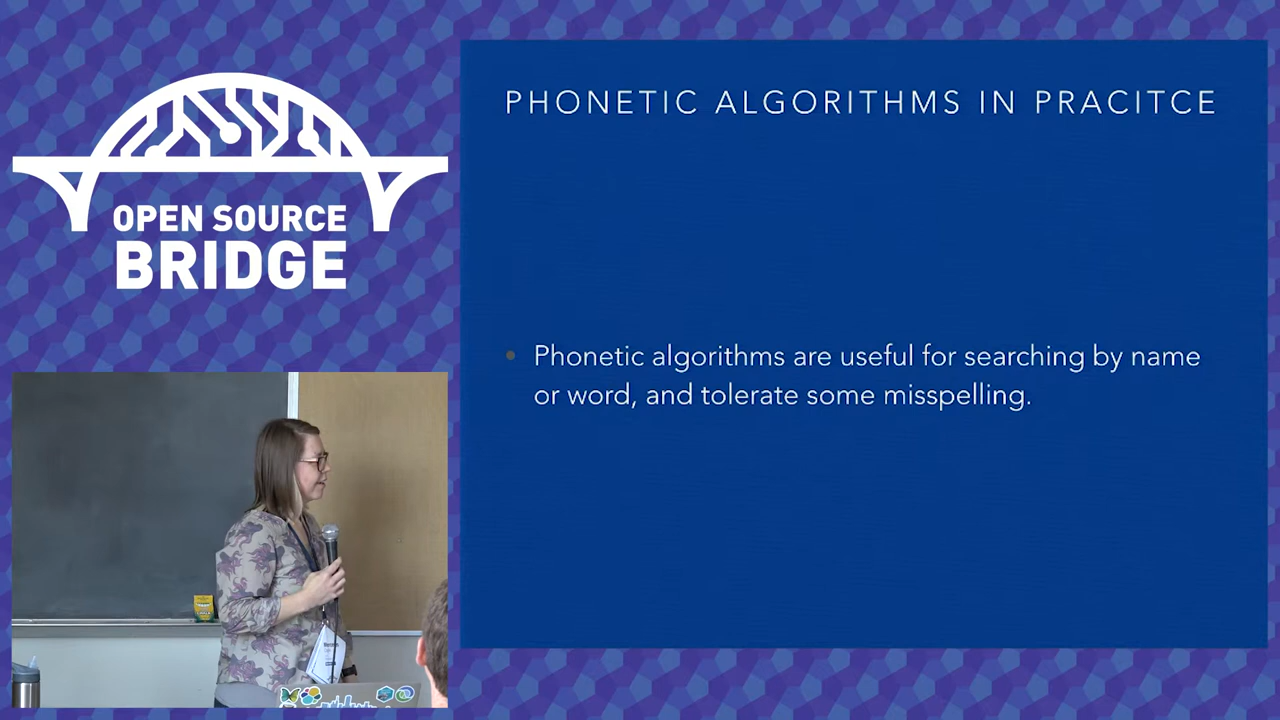 OPEN SOURCE
BRIDGE
PHONETIC ALGORITHMS IN PRACITCE
• Phonetic algorithms are useful for searching by name
or word, and tolerate some misspelling.